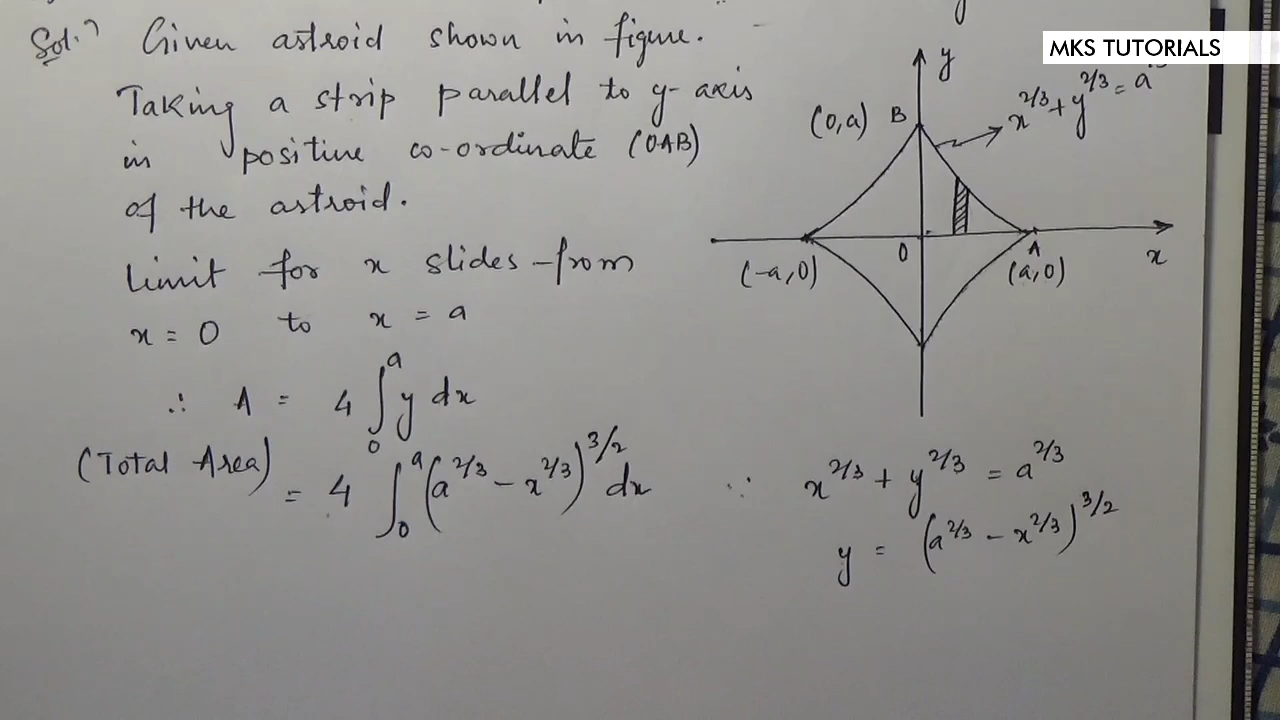 MKS TUTORIALS
Sol.ⁿ Given astroid shown in figure.
Taking a strip parallel to y-axis
in positive co-ordinate (OAB)
of the astroid.
Limit for x slides from
x = 0 to x = a
∴ A = 4 ∫₀ᵃ y dx
(Total Area)
= 4 ∫₀ᵃ (a^2/3 - x^2/3)^3/2 dx
∵ x^2/3 + y^2/3 = a^2/3
y = (a^2/3 - x^2/3)^3/2
y
x^2/3 + y^2/3 = a
(0,a) B
0
A
x
(-a,0)
(a,0)